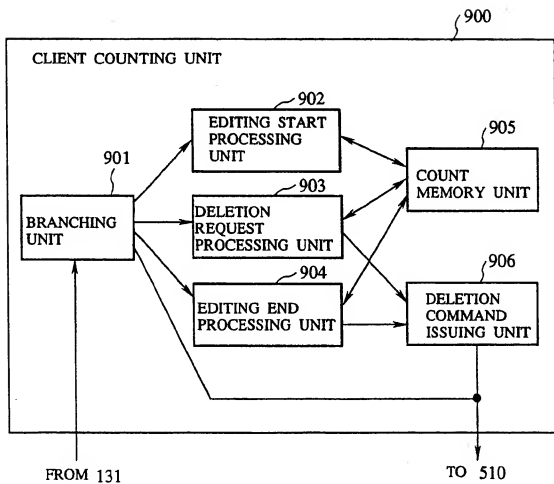 900
CLIENT COUNTING UNIT
902
EDITING START
PROCESSING
UNIT
905
COUNT
MEMORY UNIT
901
BRANCHING
UNIT
903
DELETION
REQUEST
PROCESSING UNIT
904
EDITING END
PROCESSING UNIT
906
DELETION
COMMAND
ISSUING UNIT
FROM 131
TO 510